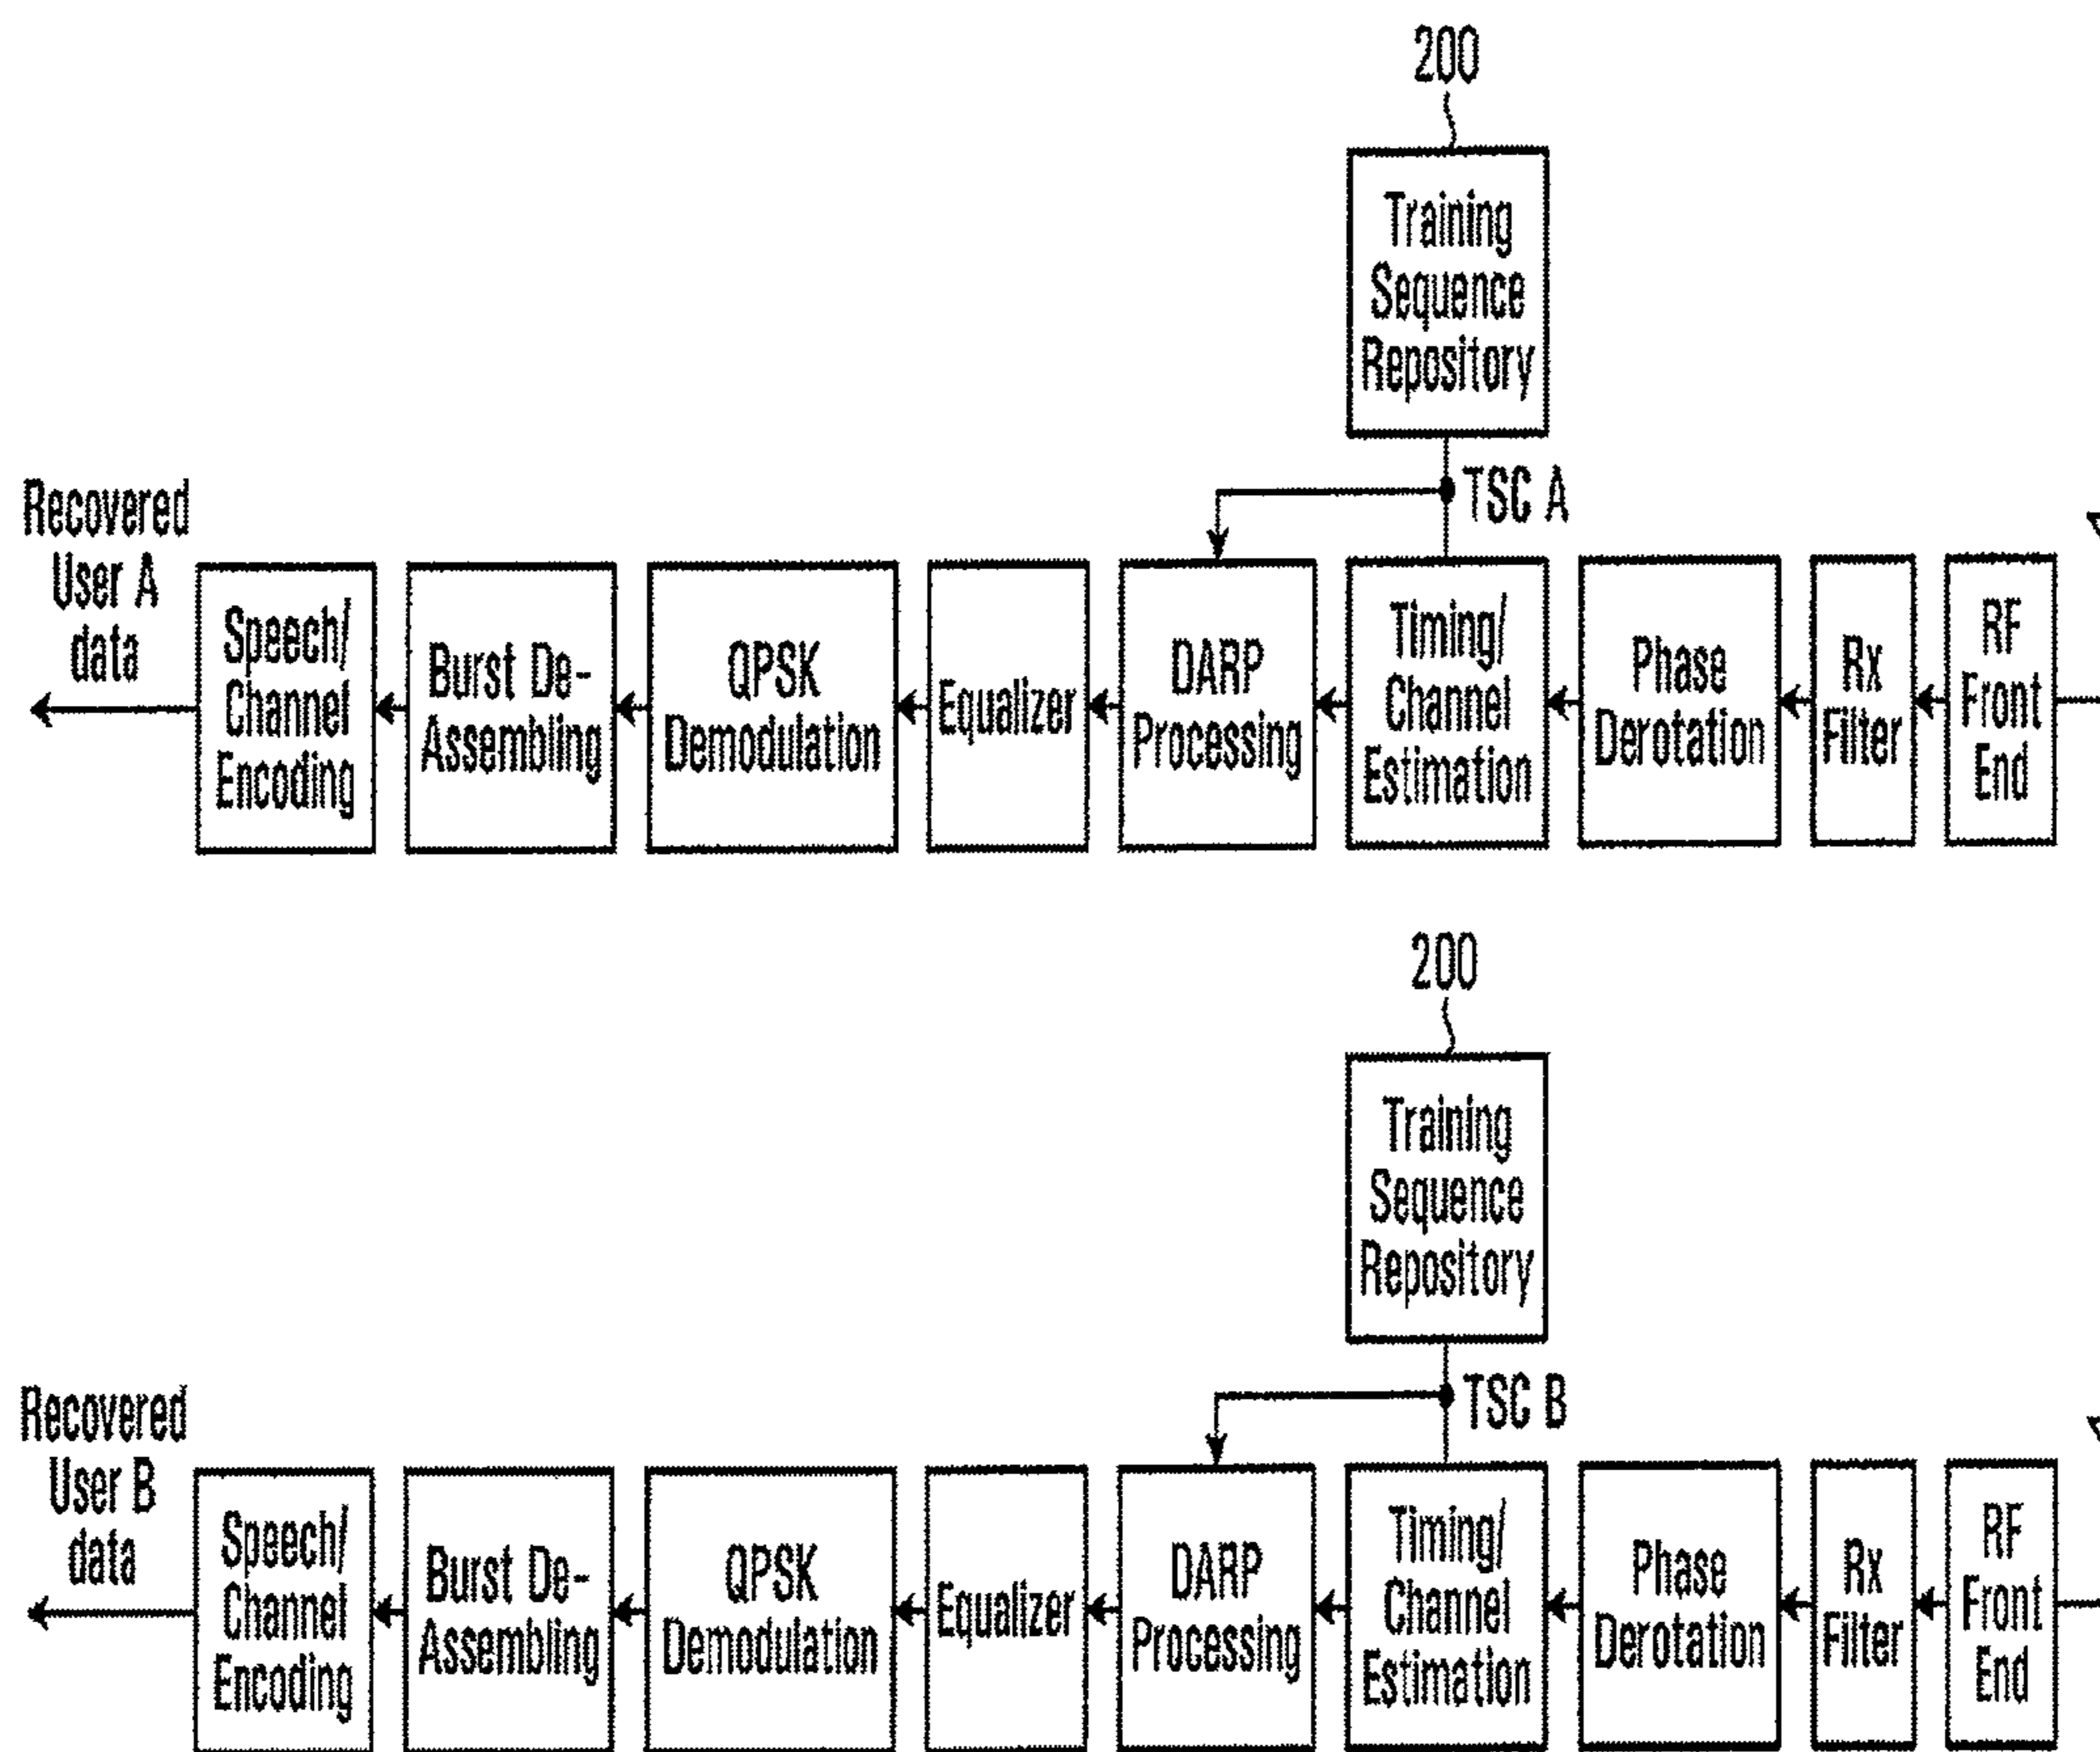 200
Training
Sequence
Repository
TSC A
Recovered
User A
data
Speech/
Channel
Encoding
Burst De-
Assembling
QPSK
Demodulation
Equalizer
DARP
Processing
Timing/
Channel
Estimation
Phase
Derotation
Rx
Filter
RF
Front
End
200
Training
Sequence
Repository
TSC B
Recovered
User B
data
Speech/
Channel
Encoding
Burst De-
Assembling
QPSK
Demodulation
Equalizer
DARP
Processing
Timing/
Channel
Estimation
Phase
Derotation
Rx
Filter
RF
Front
End